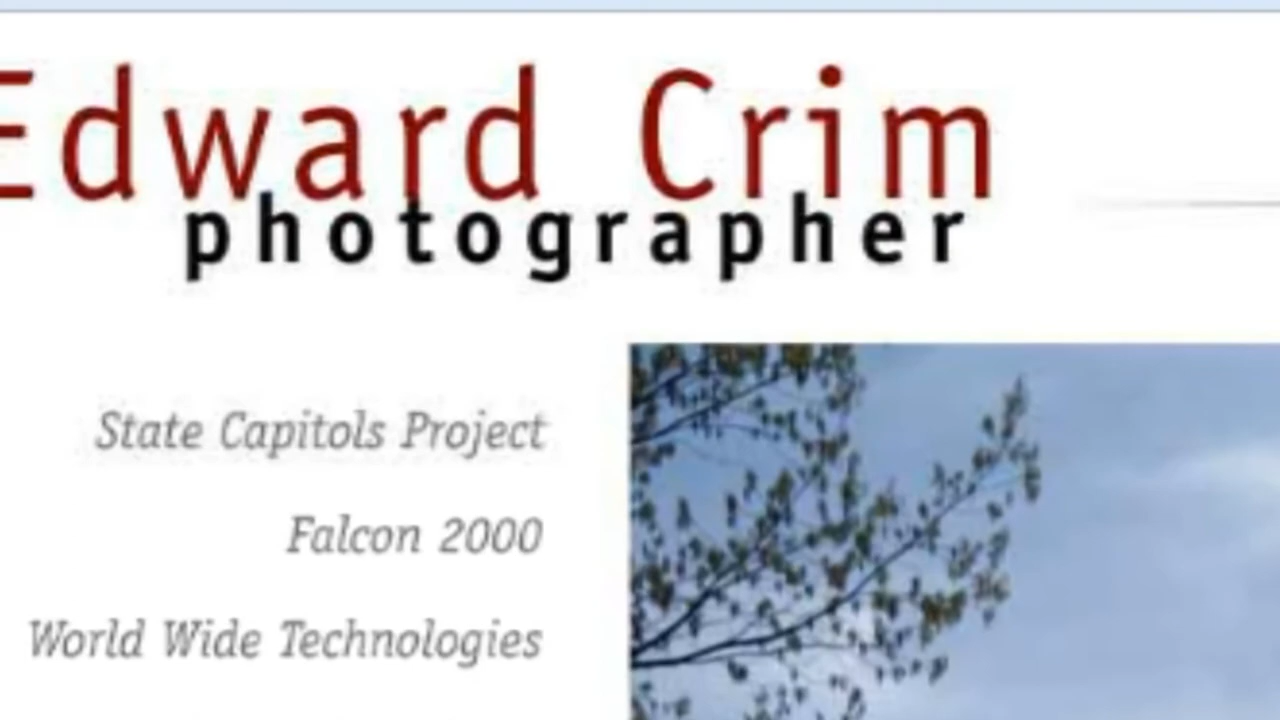 Edward Crim
photographer
State Capitols Project
Falcon 2000
World Wide Technologies